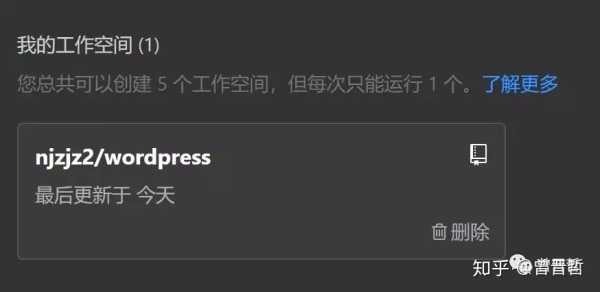 我的工作空间 (1)
您总共可以创建 5 个工作空间，但每次只能运行 1 个。了解更多
njzjz2/wordpress
最后更新于 今天
删除
知乎 @曾晋哲